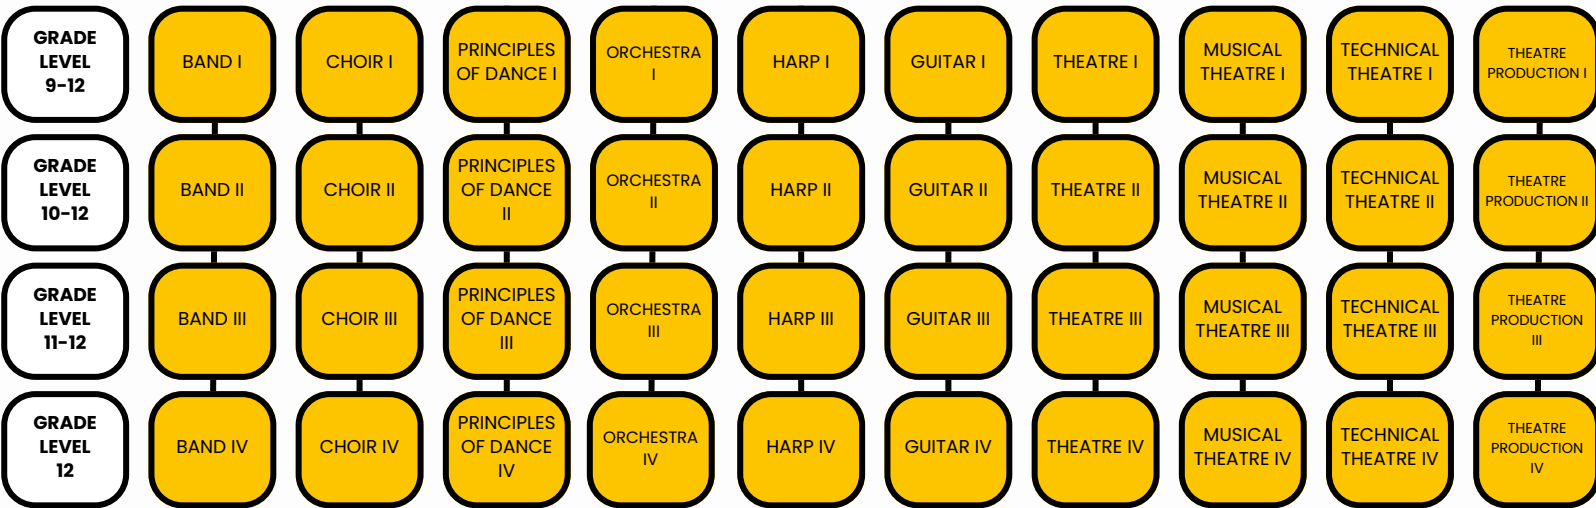 GRADE
LEVEL
9-12
BAND I
CHOIR I
PRINCIPLES
OF DANCE I
ORCHESTRA
I
HARP I
GUITAR I
THEATRE I
MUSICAL
THEATRE I
TECHNICAL
THEATRE I
THEATRE
PRODUCTION I
GRADE
LEVEL
10-12
BAND II
CHOIR II
PRINCIPLES
OF DANCE
II
ORCHESTRA
II
HARP II
GUITAR II
THEATRE II
MUSICAL
THEATRE II
TECHNICAL
THEATRE II
THEATRE
PRODUCTION II
GRADE
LEVEL
11-12
BAND III
CHOIR III
PRINCIPLES
OF DANCE
III
ORCHESTRA
III
HARP III
GUITAR III
THEATRE III
MUSICAL
THEATRE III
TECHNICAL
THEATRE III
THEATRE
PRODUCTION
III
GRADE
LEVEL
12
BAND IV
CHOIR IV
PRINCIPLES
OF DANCE
IV
ORCHESTRA
IV
HARP IV
GUITAR IV
THEATRE IV
MUSICAL
THEATRE IV
TECHNICAL
THEATRE IV
THEATRE
PRODUCTION
IV